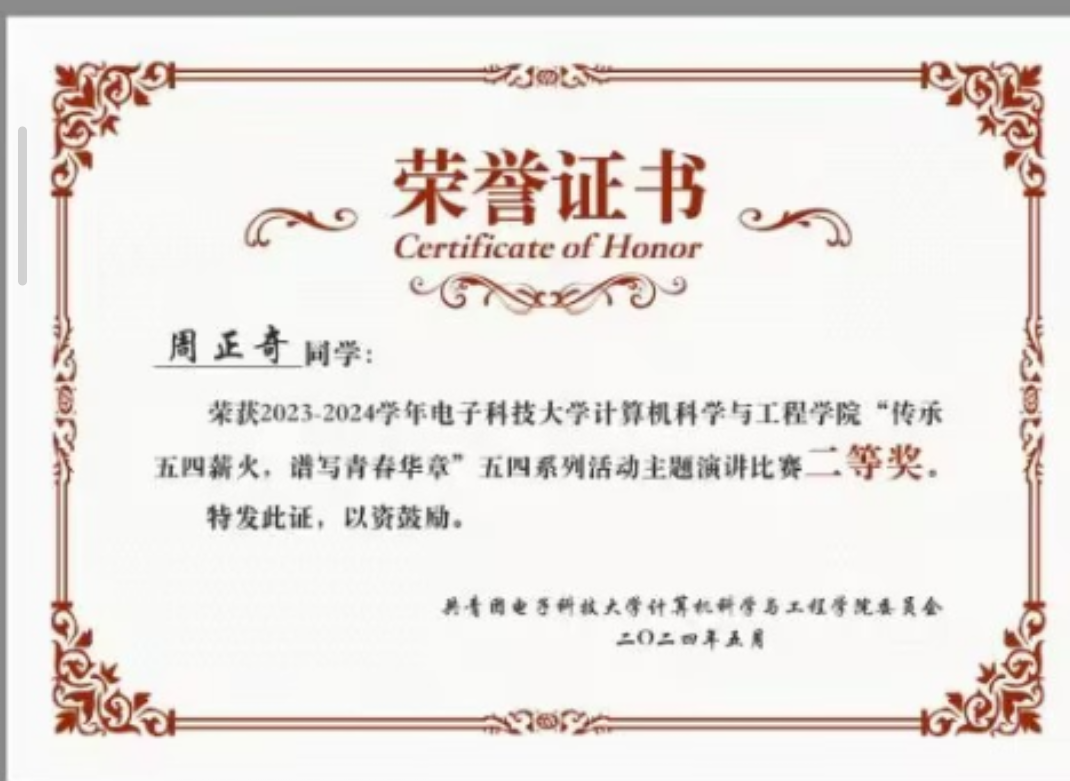 荣誉证书
Certificate of Honor
周正奇同学：
荣获2023-2024学年电子科技大学计算机科学与工程学院“传承
五四薪火，谱写青春华章”五四系列活动主题演讲比赛二等奖。
特发此证，以资鼓励。
共青团电子科技大学计算机科学与工程学院委员会
二〇二四年五月